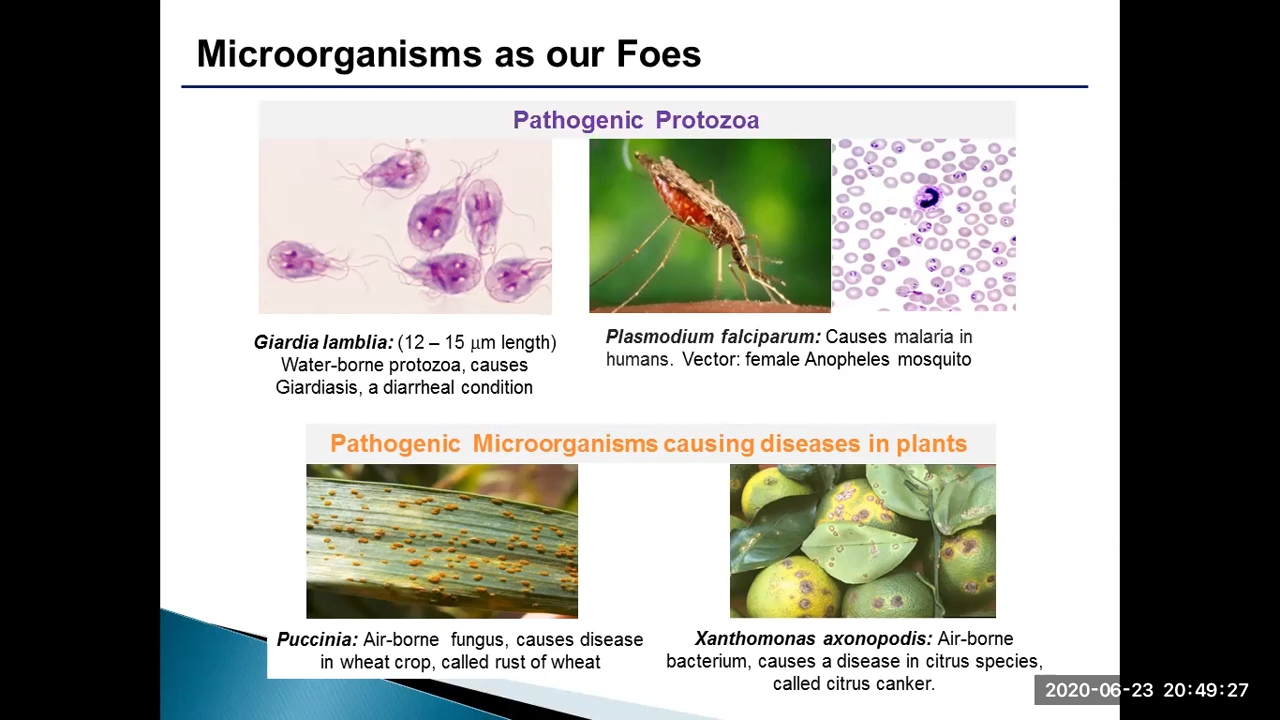 Microorganisms as our Foes
Pathogenic Protozoa
Giardia lamblia: (12 – 15 μm length)
Water-borne protozoa, causes
Giardiasis, a diarrheal condition
Plasmodium falciparum: Causes malaria in
humans. Vector: female Anopheles mosquito
Pathogenic Microorganisms causing diseases in plants
Puccinia: Air-borne fungus, causes disease
in wheat crop, called rust of wheat
Xanthomonas axonopodis: Air-borne
bacterium, causes a disease in citrus species,
called citrus canker.
2020-06-23 20:49:27